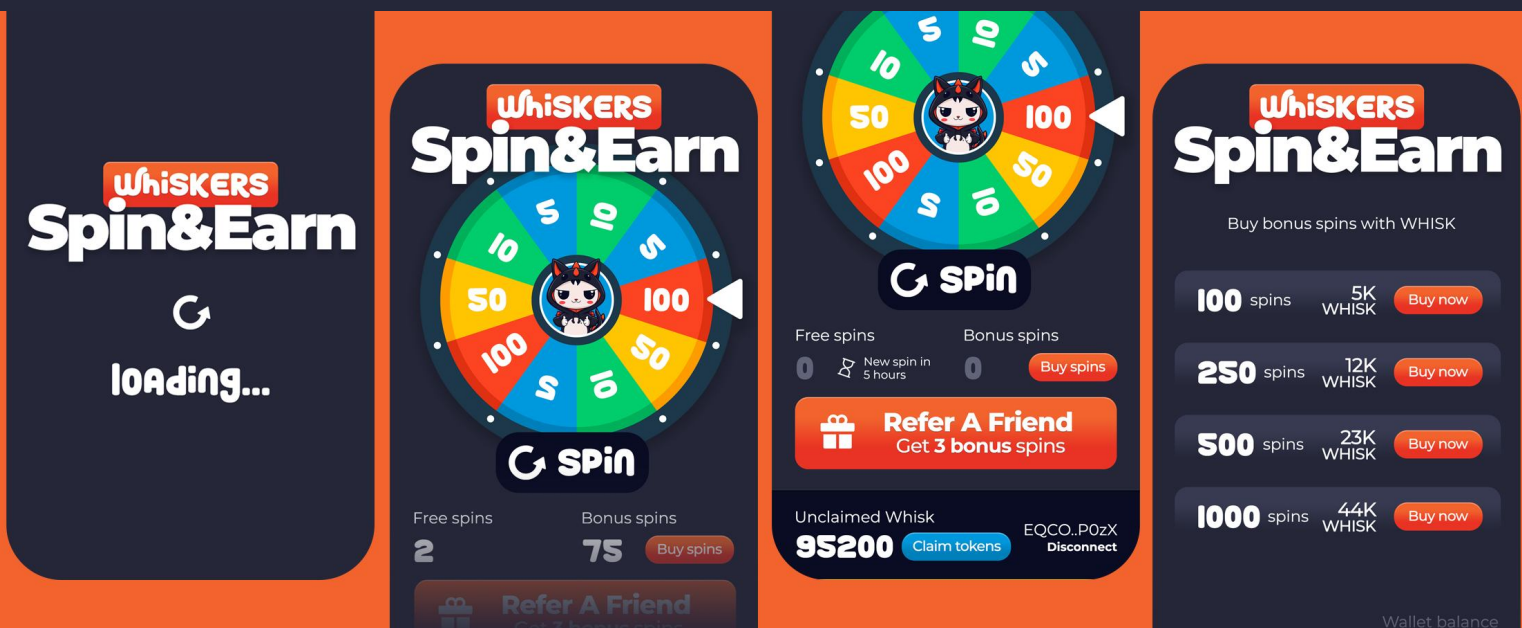 WhiSKERS
Spin&Earn
loAding...
WhiSKERS
Spin&Earn
5
10
10
5
50
100
100
50
5
10
SPin
Free spins
Bonus spins
2
75
Buy spins
Refer A Friend
Get 3 bonus spins
5
10
10
5
50
100
100
50
5
10
SPin
Free spins
Bonus spins
0
New spin in
5 hours
0
Buy spins
Refer A Friend
Get 3 bonus spins
Unclaimed Whisk
95200
Claim tokens
EQCO..P0zX
Disconnect
WhiSKERS
Spin&Earn
Buy bonus spins with WHISK
100 spins
5K
WHISK
Buy now
250 spins
12K
WHISK
Buy now
500 spins
23K
WHISK
Buy now
1000 spins
44K
WHISK
Buy now
Wallet balance